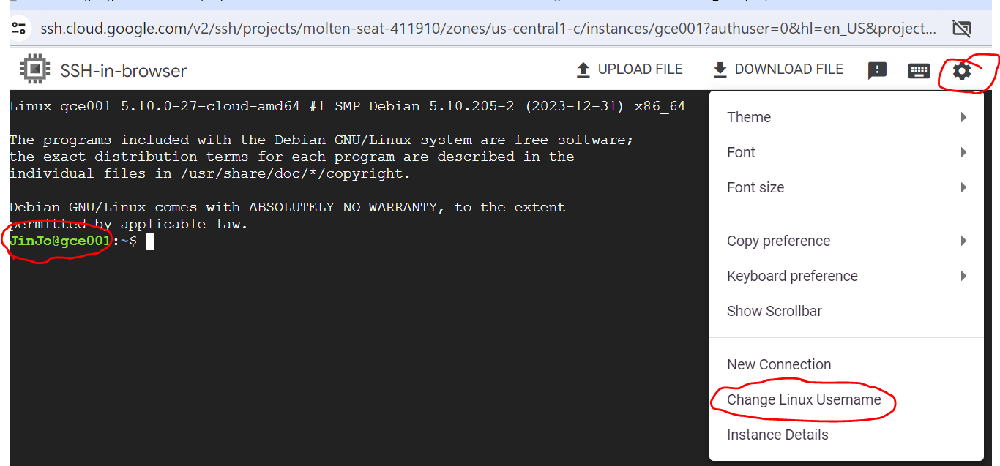 ssh.cloud.google.com/v2/ssh/projects/molten-seat-411910/zones/us-central1-c/instances/gce001?authuser=0&hl=en_US&project...
SSH-in-browser
UPLOAD FILE
DOWNLOAD FILE
Linux gce001 5.10.0-27-cloud-amd64 #1 SMP Debian 5.10.205-2 (2023-12-31) x86_64
The programs included with the Debian GNU/Linux system are free software;
the exact distribution terms for each program are described in the
individual files in /usr/share/doc/*/copyright.
Debian GNU/Linux comes with ABSOLUTELY NO WARRANTY, to the extent
permitted by applicable law.
JinJo@gce001:~$
Theme
Font
Font size
Copy preference
Keyboard preference
Show Scrollbar
New Connection
Change Linux Username
Instance Details